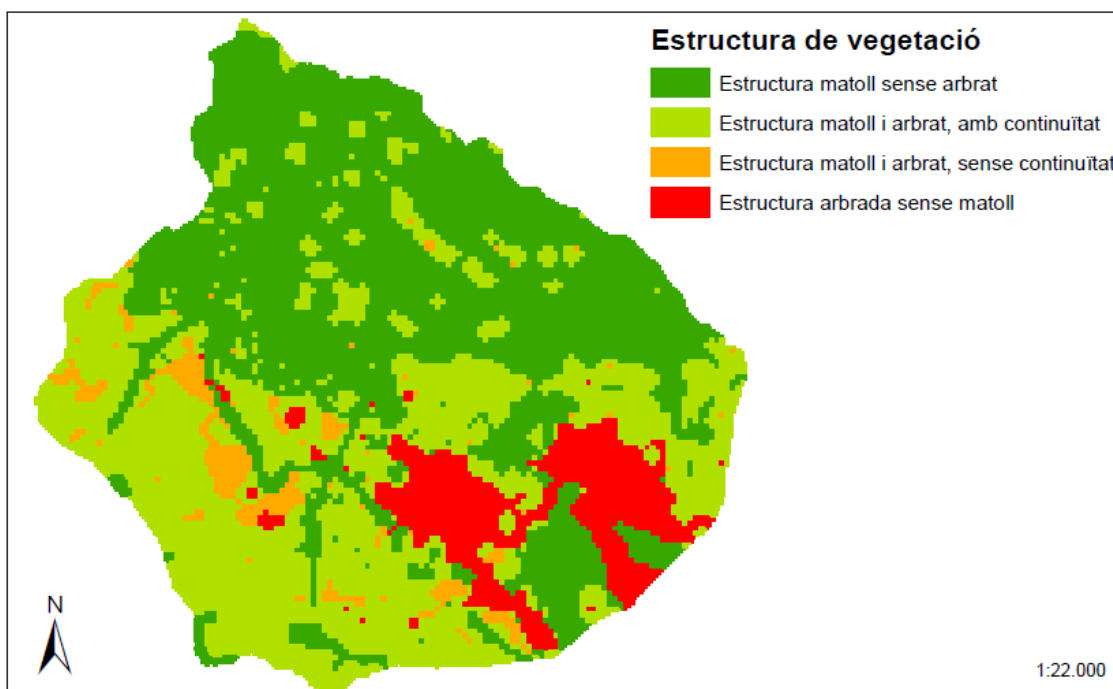 Estructura de vegetació
Estructura matoll sense arbrat
Estructura matoll i arbrat, amb continuïtat
Estructura matoll i arbrat, sense continuïtat
Estructura arbrada sense matoll
N
1:22.000